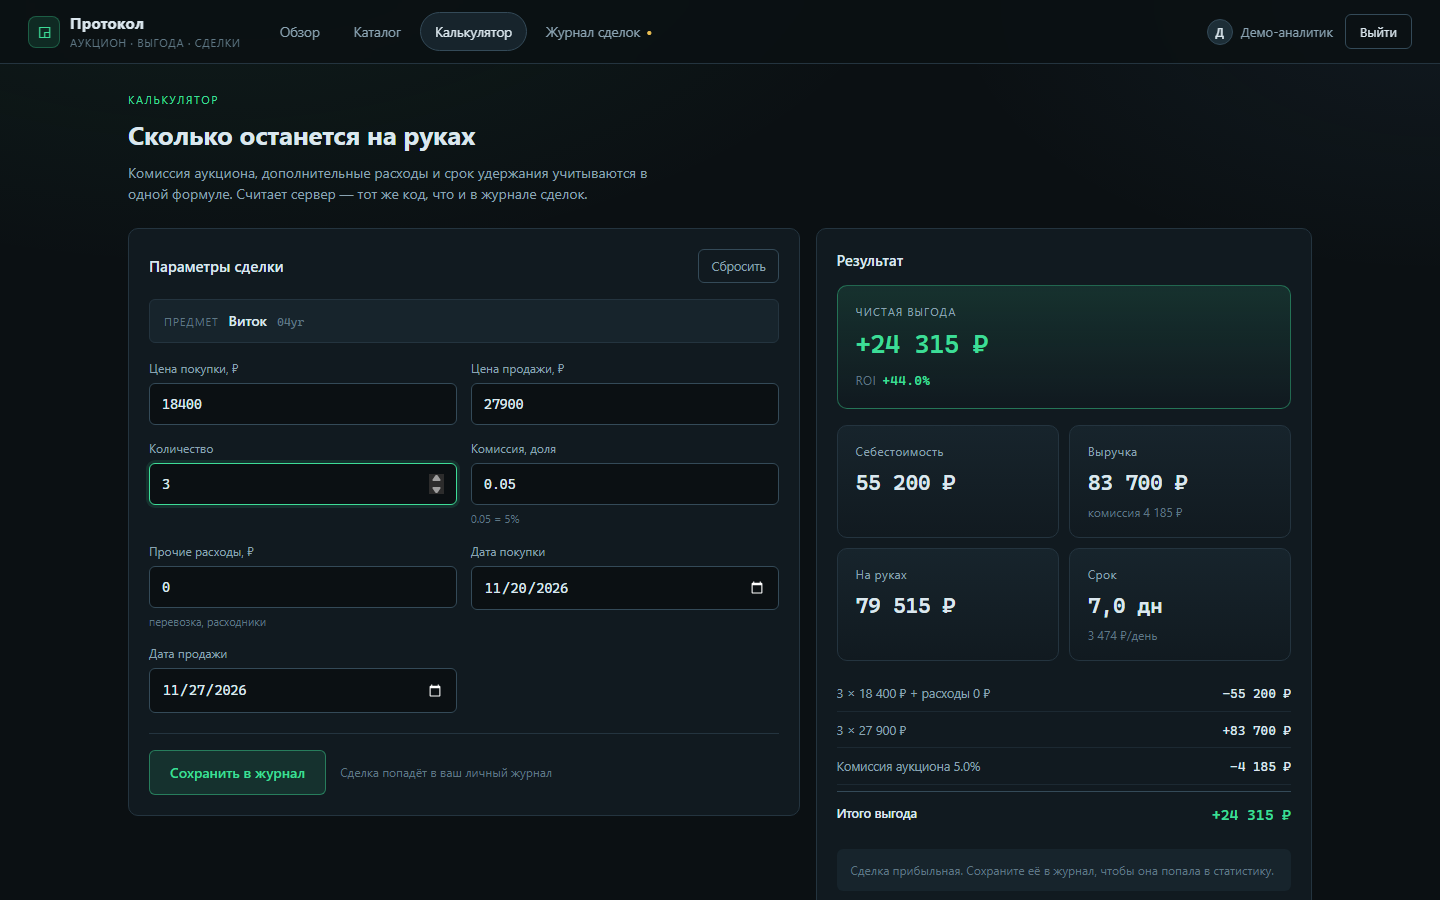 Протокол
АУКЦИОН · ВЫГОДА · СДЕЛКИ
Обзор
Каталог
Калькулятор
Журнал сделок
Д
Демо-аналитик
Выйти
КАЛЬКУЛЯТОР
Сколько останется на руках
Комиссия аукциона, дополнительные расходы и срок удержания учитываются в
одной формуле. Считает сервер — тот же код, что и в журнале сделок.
Параметры сделки
Сбросить
ПРЕДМЕТ Виток 04yr
Цена покупки, ₽
18400
Цена продажи, ₽
27900
Количество
3
Комиссия, доля
0.05
0.05 = 5%
Прочие расходы, ₽
0
перевозка, расходники
Дата покупки
11/20/2026
Дата продажи
11/27/2026
Сохранить в журнал
Сделка попадёт в ваш личный журнал
Результат
ЧИСТАЯ ВЫГОДА
+24 315 ₽
ROI +44.0%
Себестоимость
55 200 ₽
Выручка
83 700 ₽
комиссия 4 185 ₽
На руках
79 515 ₽
Срок
7,0 дн
3 474 ₽/день
3 × 18 400 ₽ + расходы 0 ₽ −55 200 ₽
3 × 27 900 ₽ +83 700 ₽
Комиссия аукциона 5.0% −4 185 ₽
Итого выгода +24 315 ₽
Сделка прибыльная. Сохраните её в журнал, чтобы она попала в статистику.